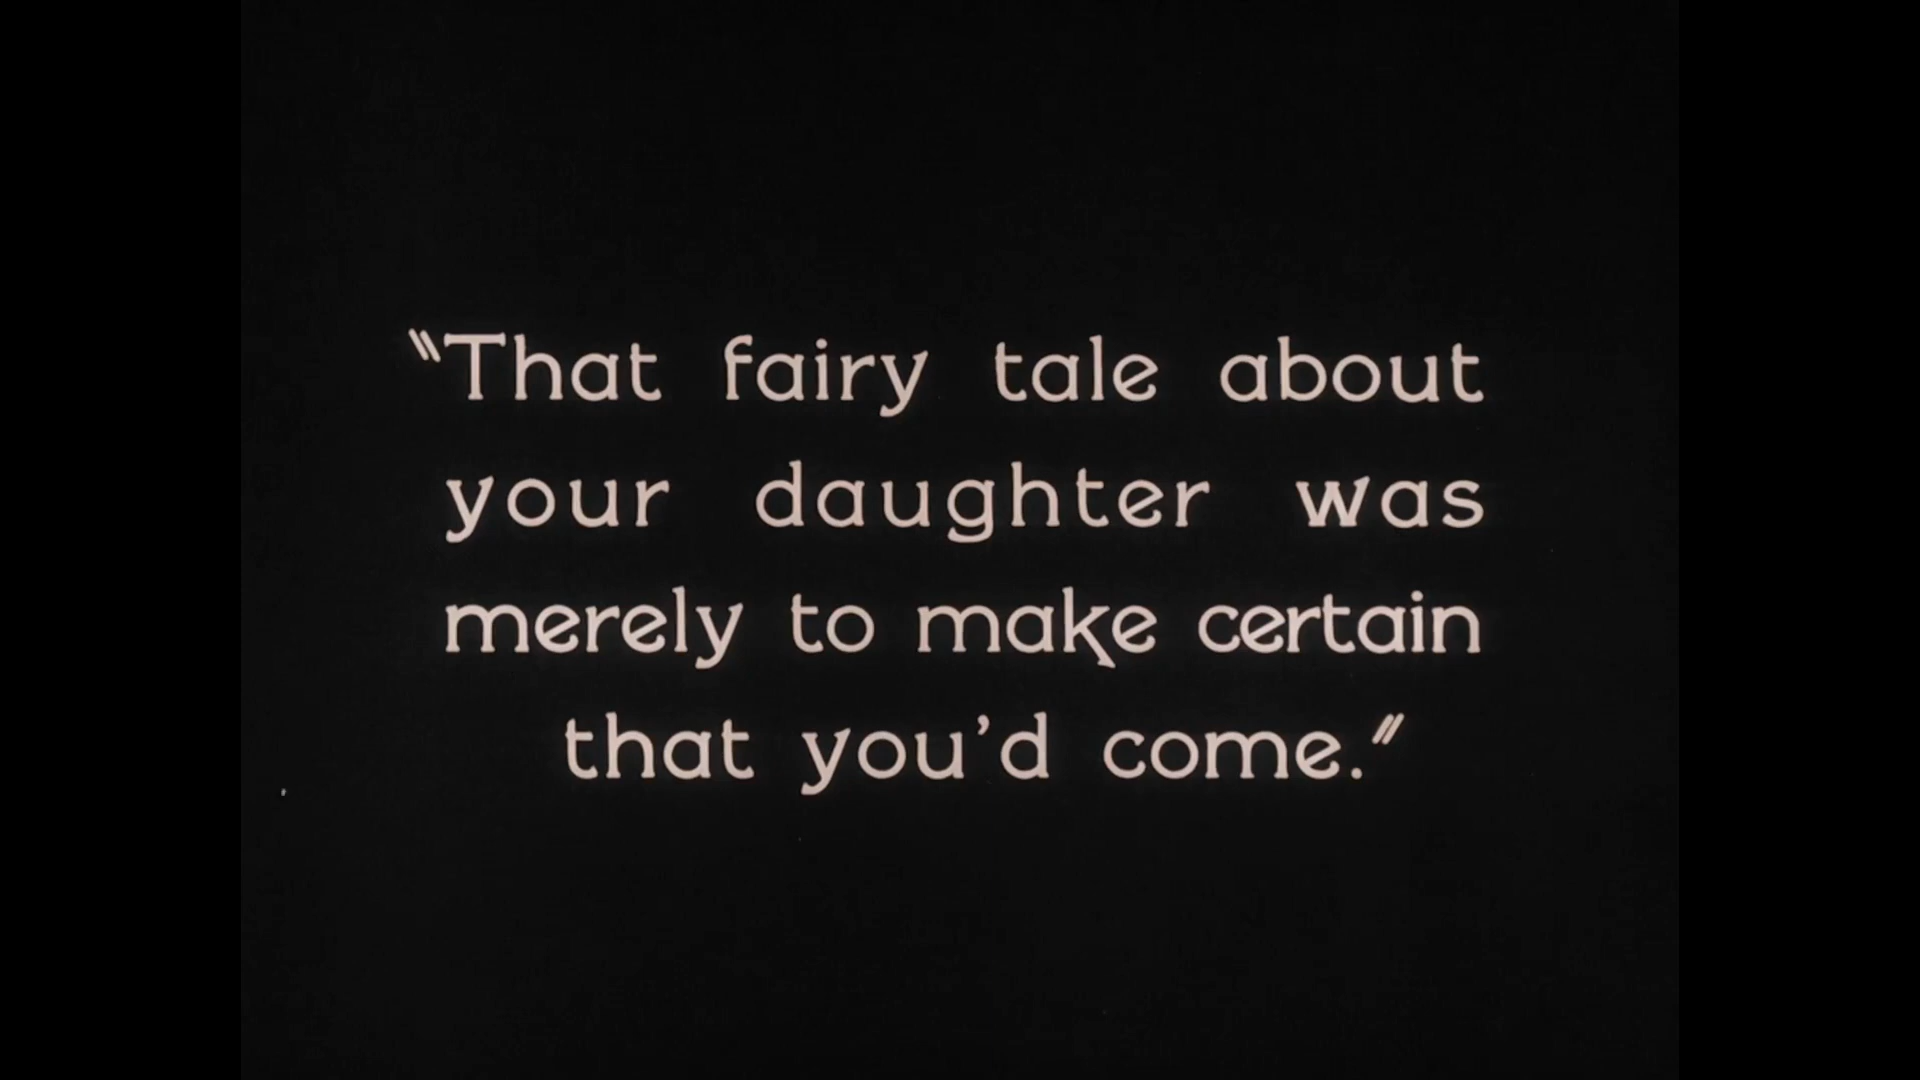 "That fairy tale about
your daughter was
merely to make certain
that you'd come."